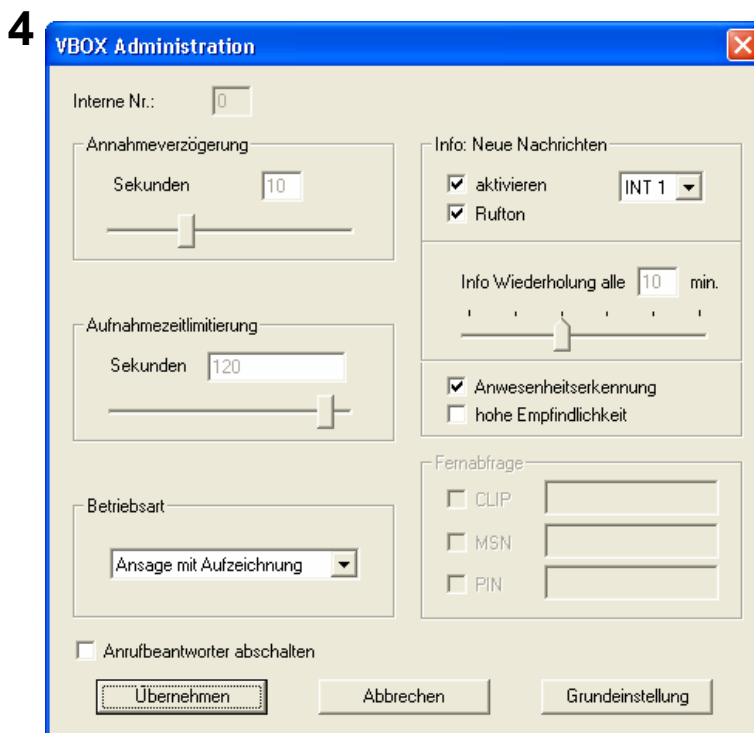 4
VBOX Administration
Interne Nr.: 0
Annahmeverzögerung
Sekunden 10
Aufnahmezeitlimitierung
Sekunden 120
Betriebsart
Ansage mit Aufzeichnung
Info: Neue Nachrichten
aktivieren INT 1
Rufton
Info Wiederholung alle 10 min.
Anwesenheitserkennung
hohe Empfindlichkeit
Fernabfrage
CLIP
MSN
PIN
Anrufbeantworter abschalten
Übernehmen Abbrechen Grundeinstellung